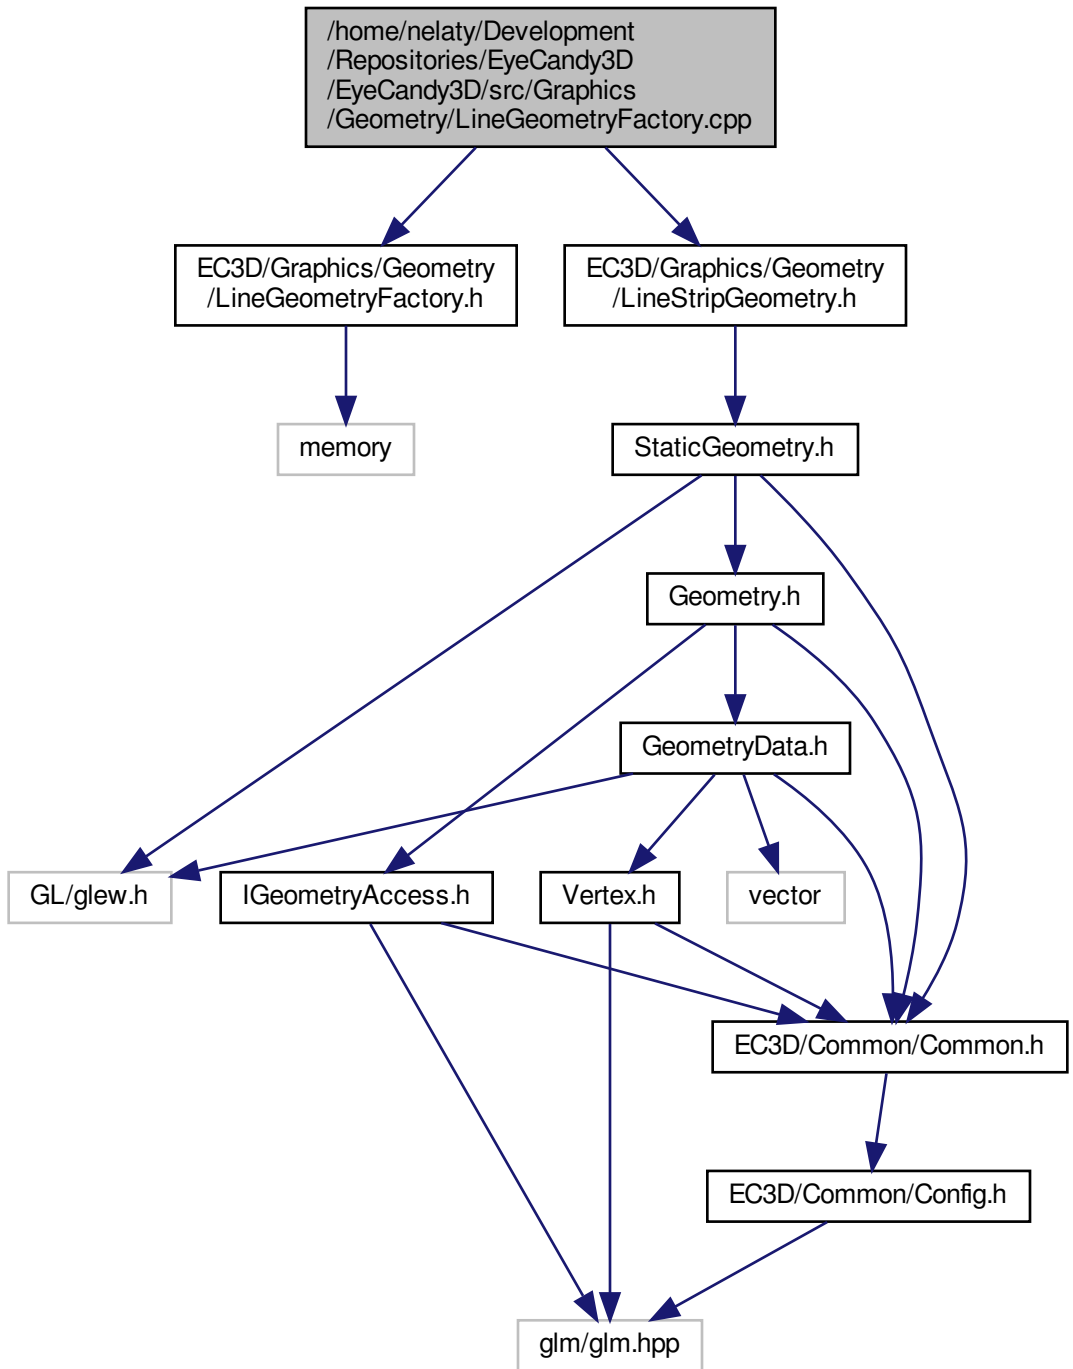 /home/nelaty/Development
/Repositories/EyeCandy3D
/EyeCandy3D/src/Graphics
/Geometry/LineGeometryFactory.cpp
EC3D/Graphics/Geometry
/LineGeometryFactory.h
EC3D/Graphics/Geometry
/LineStripGeometry.h
memory
StaticGeometry.h
Geometry.h
GeometryData.h
GL/glew.h
IGeometryAccess.h
Vertex.h
vector
EC3D/Common/Common.h
EC3D/Common/Config.h
glm/glm.hpp